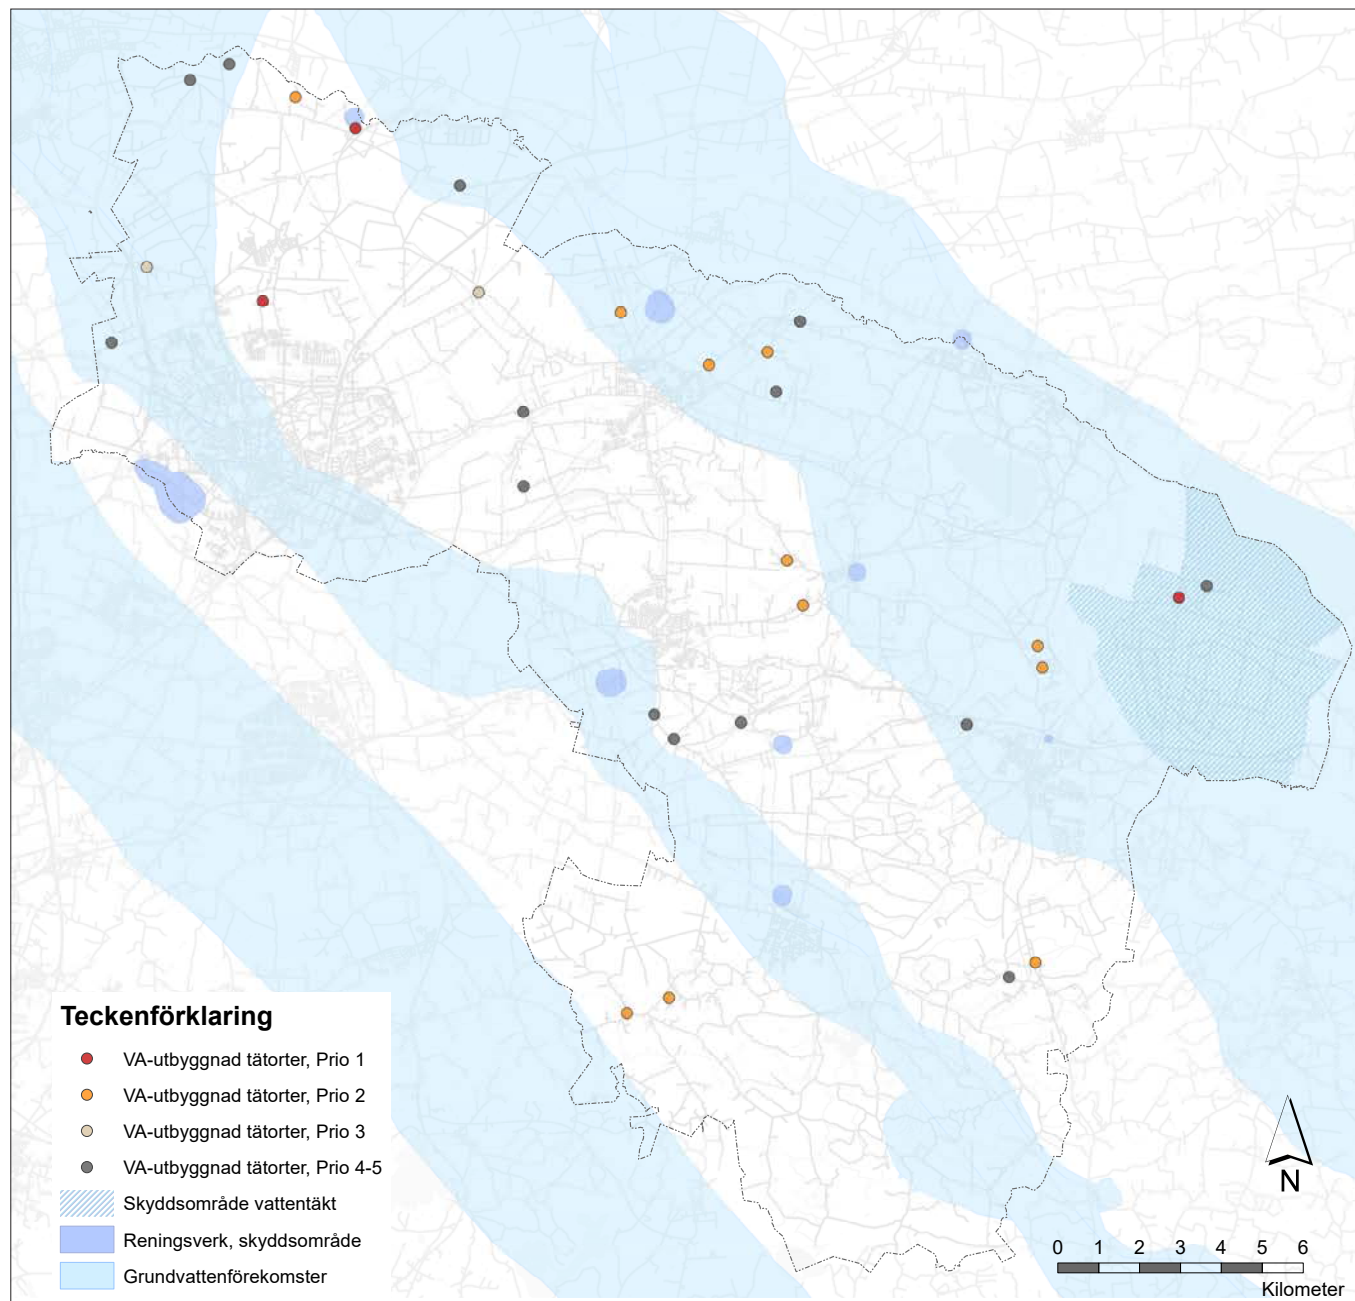 Teckenförklaring
VA-utbyggnad tätorter, Prio 1
VA-utbyggnad tätorter, Prio 2
VA-utbyggnad tätorter, Prio 3
VA-utbyggnad tätorter, Prio 4-5
Skyddsområde vattentäkt
Reningsverk, skyddsområde
Grundvattenförekomster
N
0 1 2 3 4 5 6
Kilometer